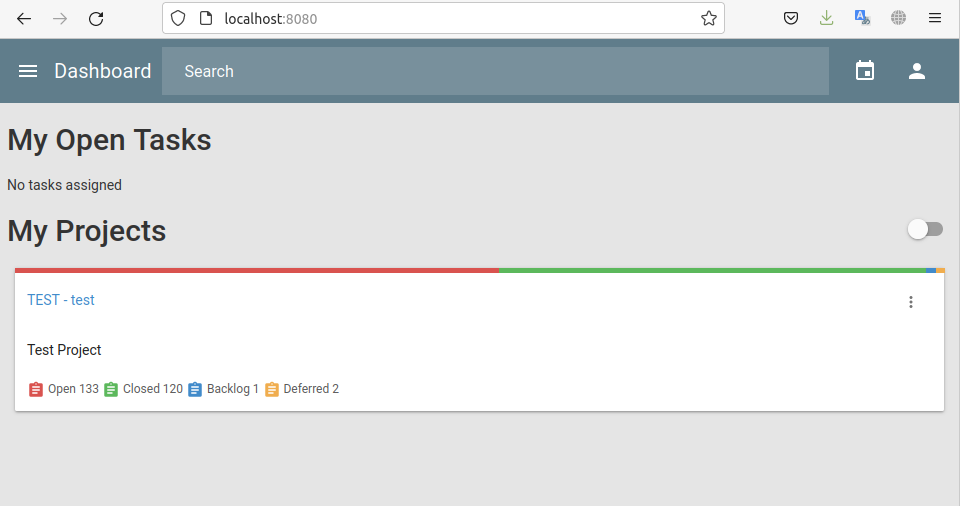 localhost:8080
Dashboard Search
My Open Tasks
No tasks assigned
My Projects
TEST - test
Test Project
Open 133 Closed 120 Backlog 1 Deferred 2